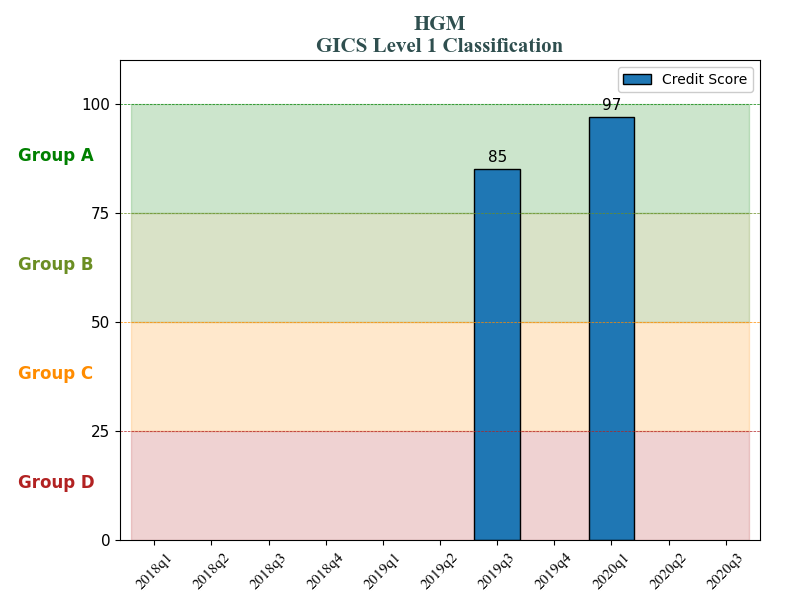 HGM
GICS Level 1 Classification
Credit Score
100
97
Group A
85
75
Group B
50
Group C
25
Group D
0
2018q1 2018q2 2018q3 2018q4 2019q1 2019q2 2019q3 2019q4 2020q1 2020q2 2020q3